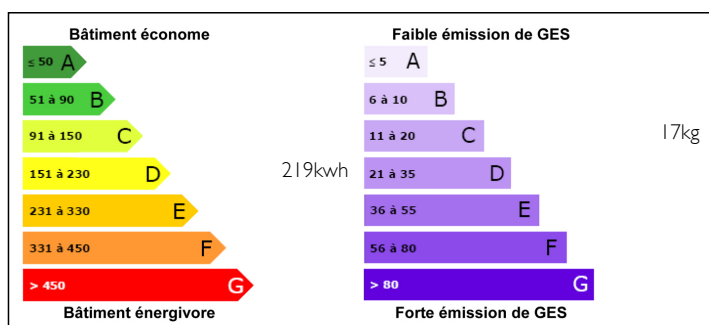 Bâtiment économe
≤ 50 A
51 à 90 B
91 à 150 C
151 à 230 D
219kwh
231 à 330 E
331 à 450 F
> 450 G
Bâtiment énergivore
Faible émission de GES
≤ 5 A
6 à 10 B
11 à 20 C
17kg
21 à 35 D
36 à 55 E
56 à 80 F
> 80 G
Forte émission de GES